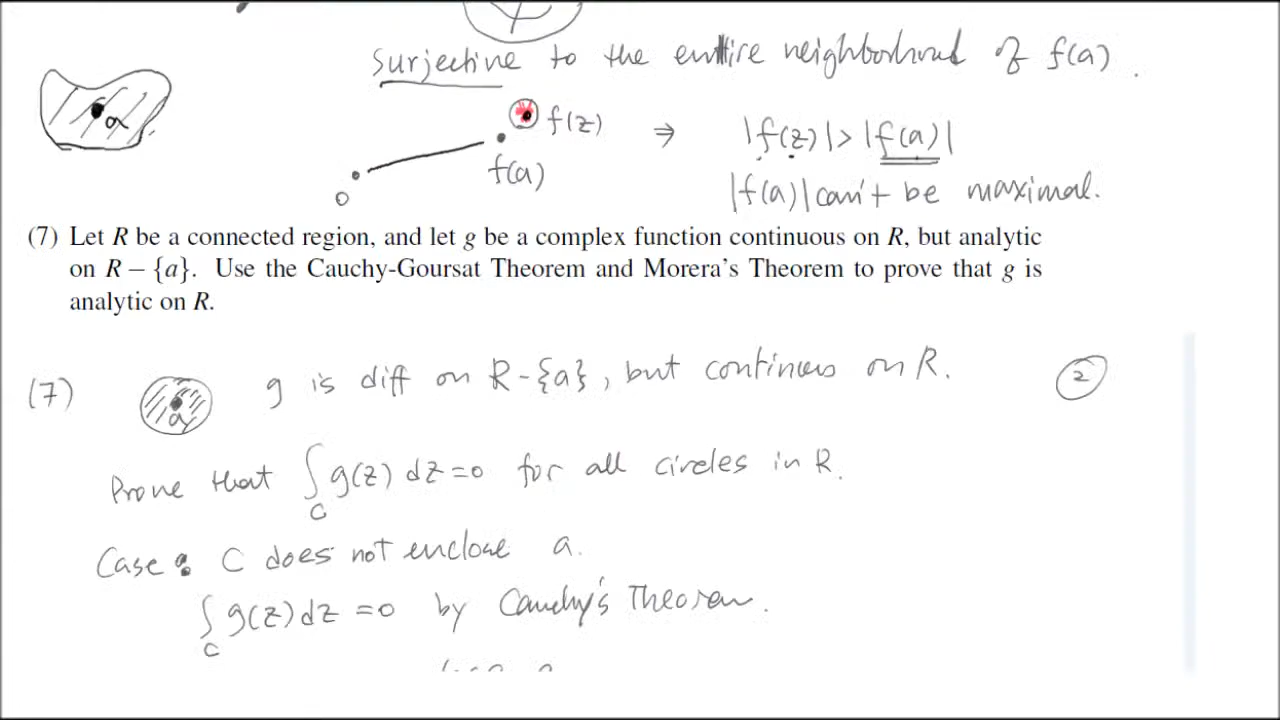 surjective to the entire neighborhood of f(a).
a
f(z) ⇒ |f(z)| > |f(a)|
0 f(a)
|f(a)| can't be maximal.
(7) Let R be a connected region, and let g be a complex function continuous on R, but analytic
on R − {a}. Use the Cauchy-Goursat Theorem and Morera's Theorem to prove that g is
analytic on R.
(7) a g is diff on R-{a}, but continuous on R. 2
Prove that ∫_C g(z) dz = 0 for all circles in R.
Case: C does not enclose a.
∫_C g(z) dz = 0 by Cauchy's Theorem.